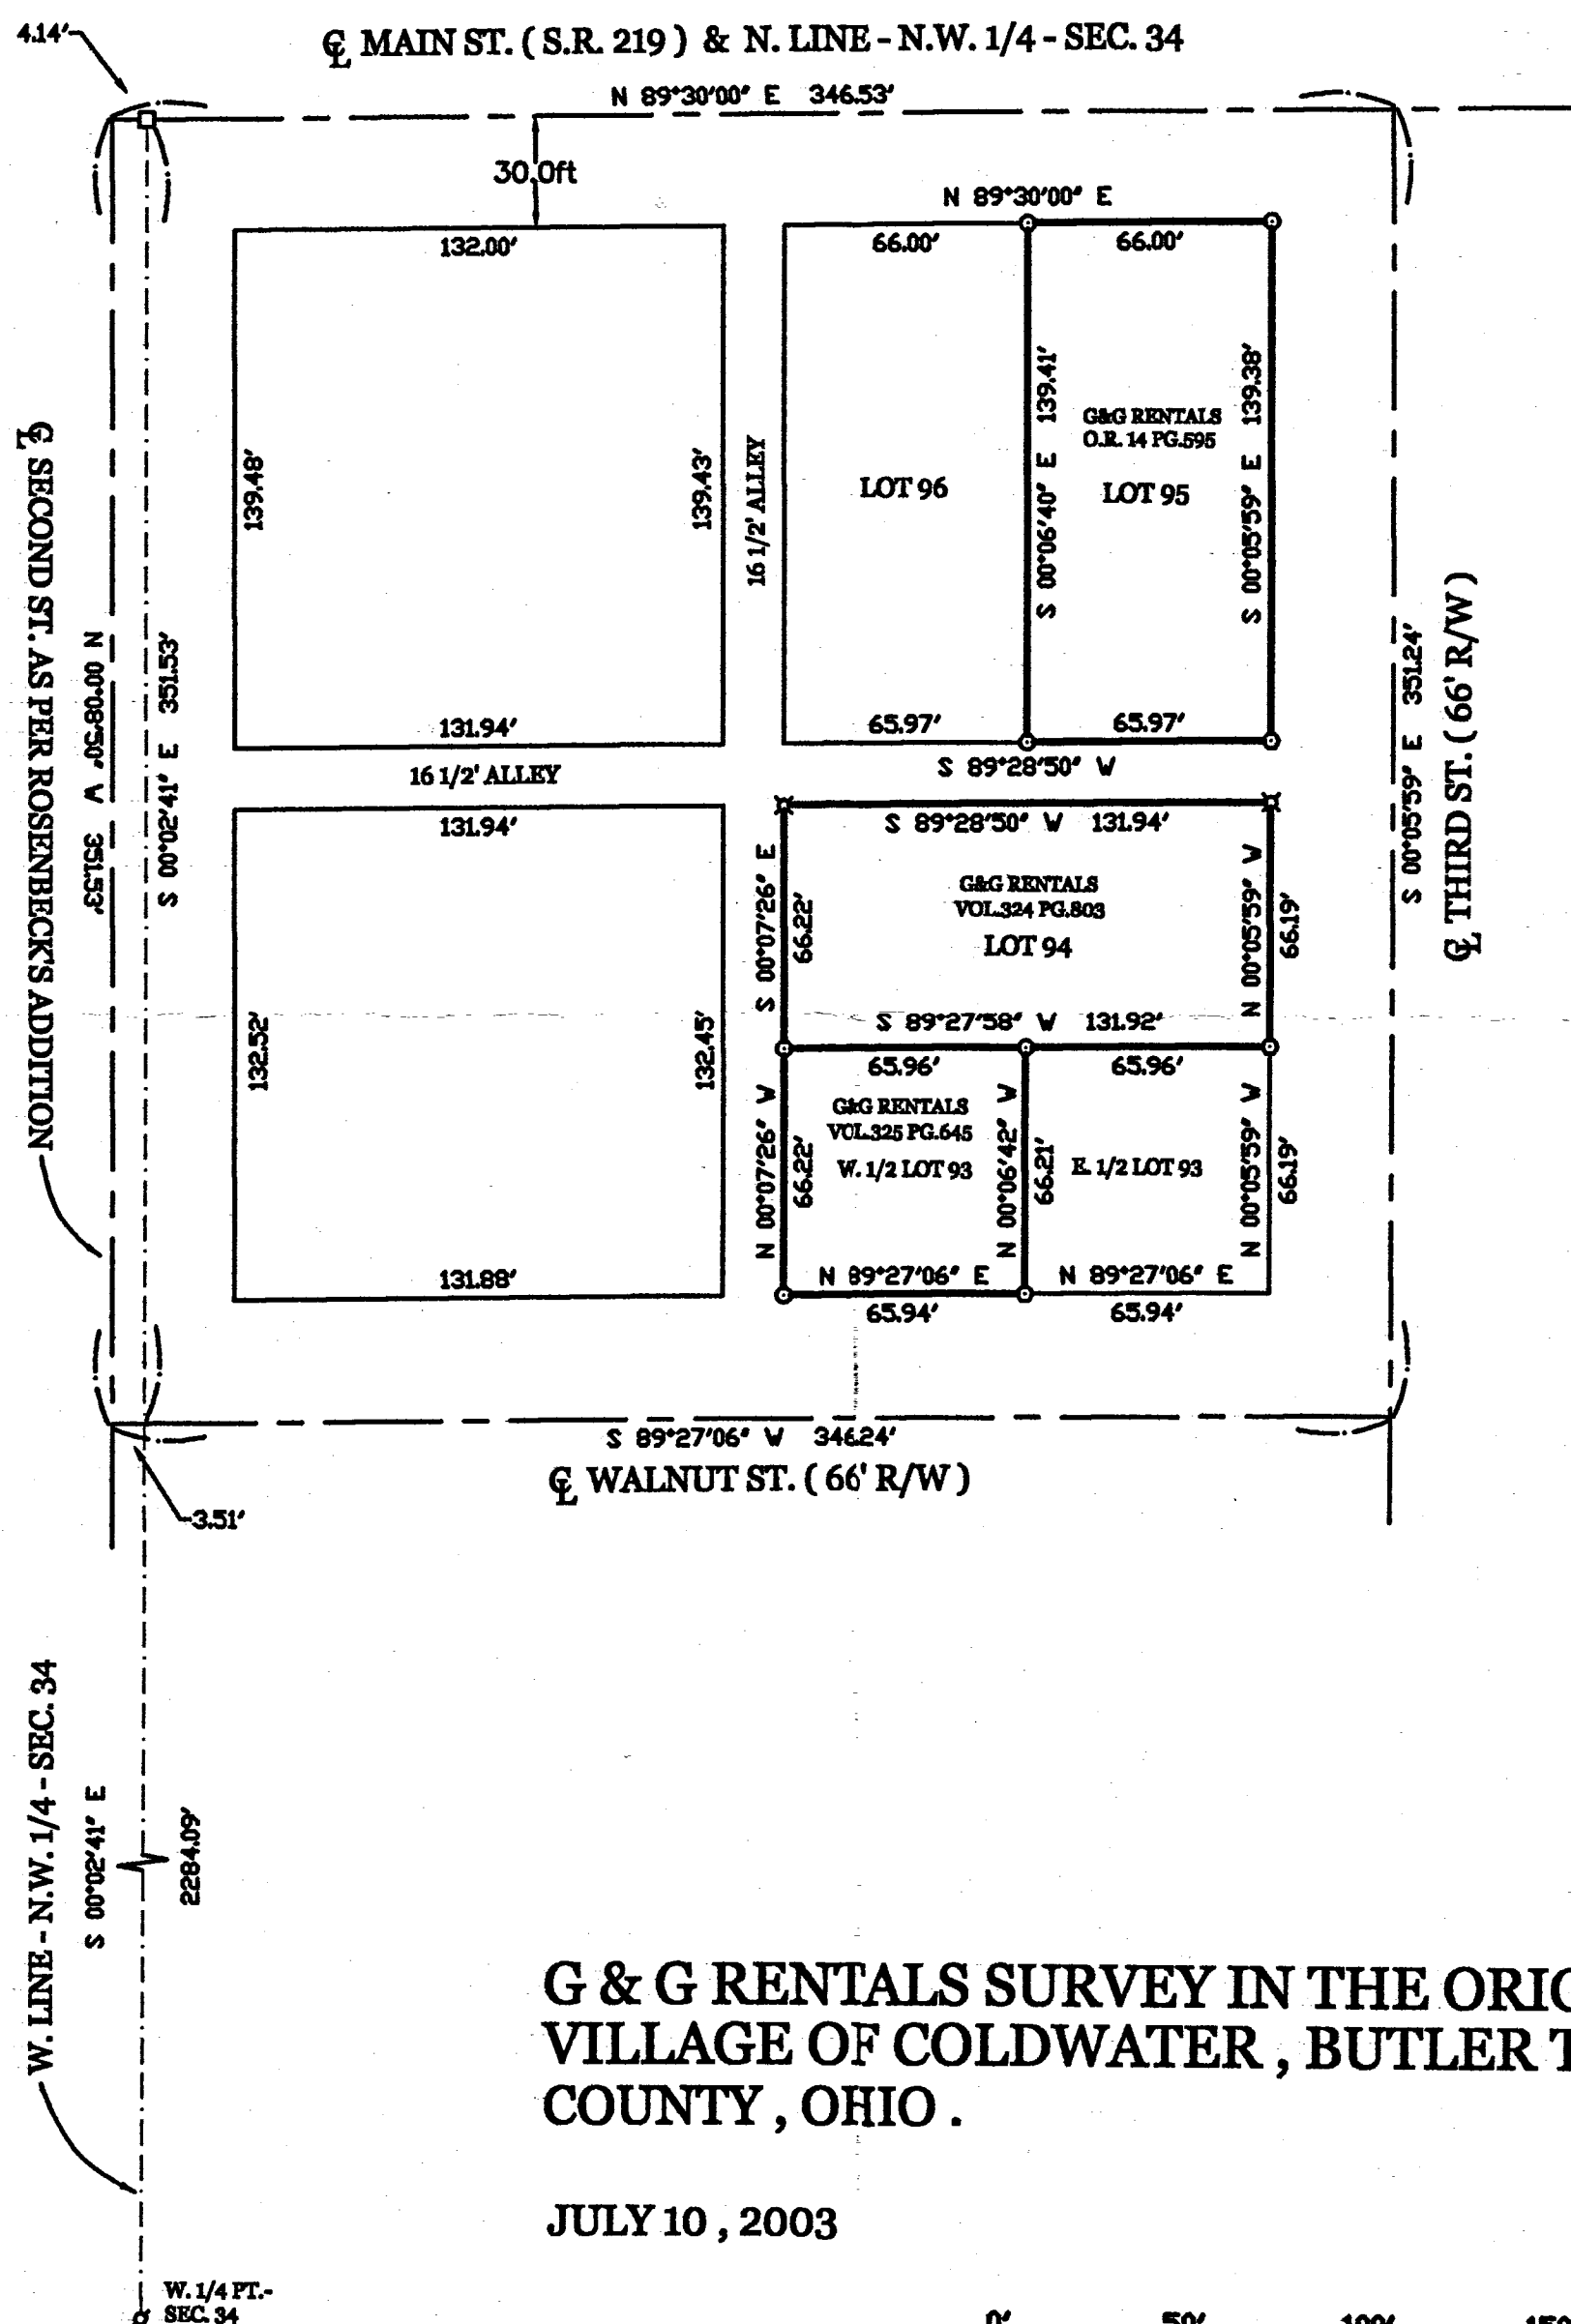 4.14'
℄ MAIN ST. ( S.R. 219 ) & N. LINE - N.W. 1/4 - SEC. 34
N 89°30'00" E 346.53'
30.0ft
N 89°30'00" E
132.00'
66.00'
66.00'
139.48'
139.43'
16 1/2' ALLEY
LOT 96
S 00°06'40" E 139.41'
G&G RENTALS
O.R. 14 PG.595
LOT 95
S 00°05'59" E 139.38'
℄ SECOND ST. AS PER ROSENBECK'S ADDITION
N 00°08'50" W 351.53'
S 00°02'41" E 351.53'
S 00°05'59" E 351.24'
℄ THIRD ST. ( 66' R/W )
131.94'
65.97'
65.97'
16 1/2' ALLEY
S 89°28'50" W
131.94'
S 89°28'50" W 131.94'
S 00°07'26" E
66.22'
G&G RENTALS
VOL.324 PG.803
LOT 94
N 00°05'59" W
66.19'
132.52'
132.45'
S 89°27'58" W 131.92'
65.96'
65.96'
N 00°07'26" W
66.22'
G&G RENTALS
VOL.325 PG.645
W. 1/2 LOT 93
N 00°06'42" W
66.21'
E. 1/2 LOT 93
N 00°05'59" W
66.19'
131.88'
N 89°27'06" E
N 89°27'06" E
65.94'
65.94'
S 89°27'06" W 346.24'
℄ WALNUT ST. ( 66' R/W )
3.51'
W. LINE - N.W. 1/4 - SEC. 34
S 00°02'41" E
2284.09'
G & G RENTALS SURVEY IN THE ORIG
VILLAGE OF COLDWATER , BUTLER T
COUNTY , OHIO .
JULY 10 , 2003
W. 1/4 PT.-
SEC. 34
0' 50' 100' 150